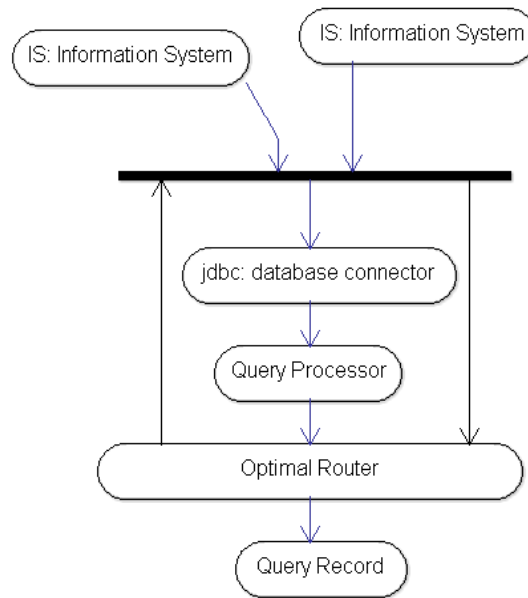 IS: Information System
IS: Information System
jdbc: database connector
Query Processor
Optimal Router
Query Record